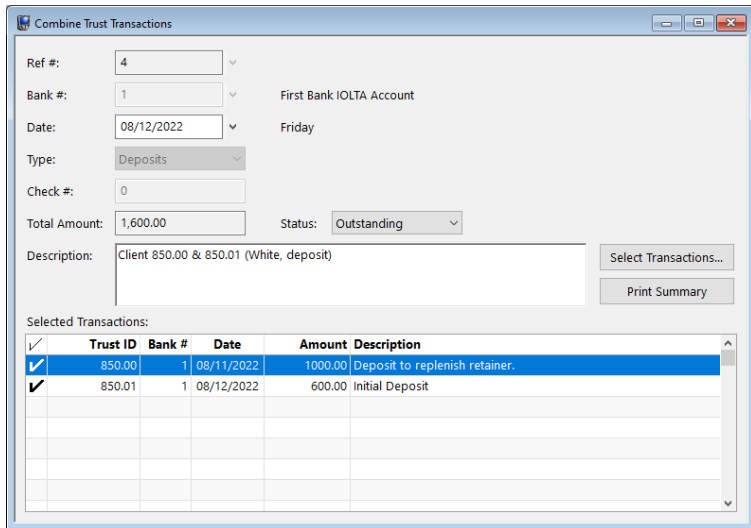 Combine Trust Transactions
Ref #: 4
Bank #: 1 First Bank IOLTA Account
Date: 08/12/2022 Friday
Type: Deposits
Check #: 0
Total Amount: 1,600.00 Status: Outstanding
Description: Client 850.00 & 850.01 (White, deposit) Select Transactions...
Print Summary
Selected Transactions:
Trust ID Bank # Date Amount Description
850.00 1 08/11/2022 1000.00 Deposit to replenish retainer.
850.01 1 08/12/2022 600.00 Initial Deposit